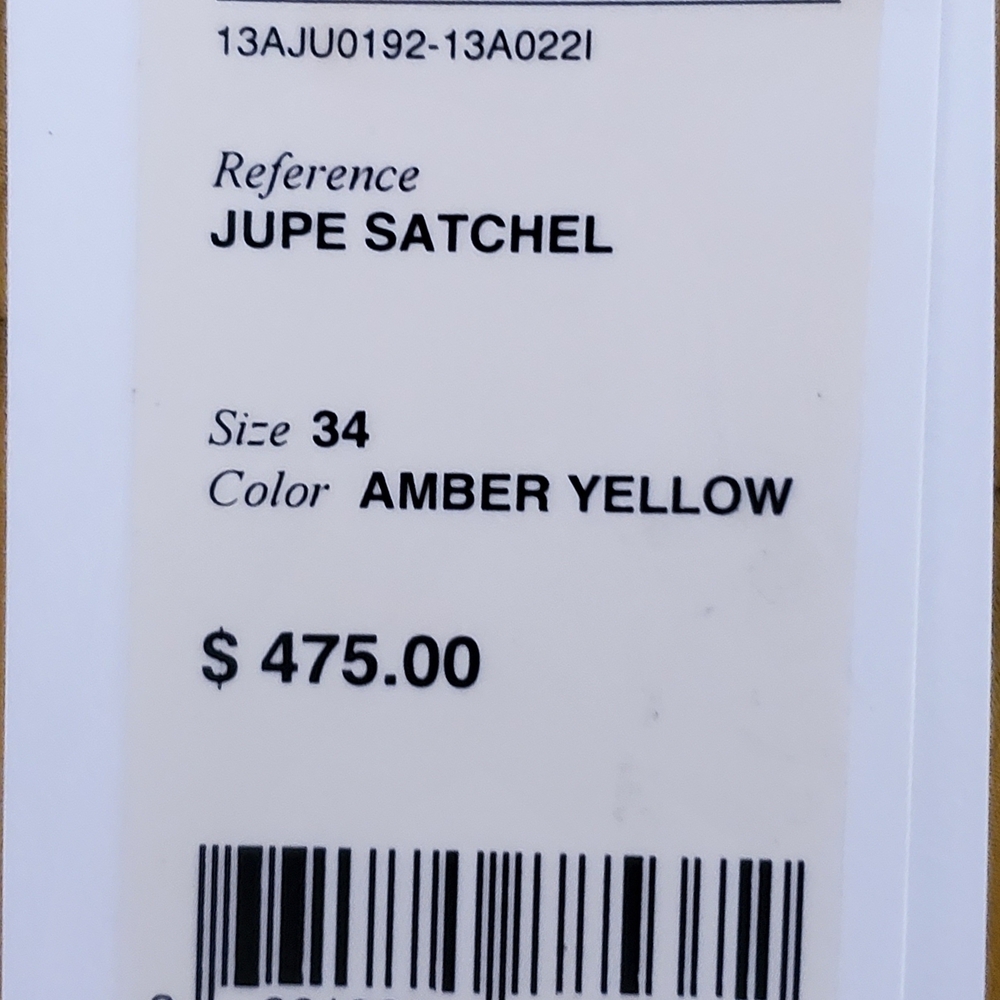 13AJU0192-13A022I
Reference
JUPE SATCHEL
Size 34
Color AMBER YELLOW
$ 475.00